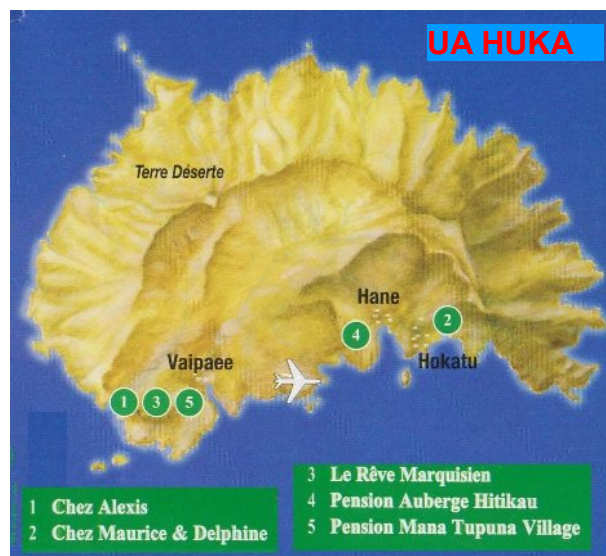 UA HUKA
Terre Déserte
Hane
2
4
Hokatu
Vaipaee
1 3 5
3 Le Rêve Marquisien
4 Pension Auberge Hitikau
5 Pension Mana Tupuna Village
1 Chez Alexis
2 Chez Maurice & Delphine